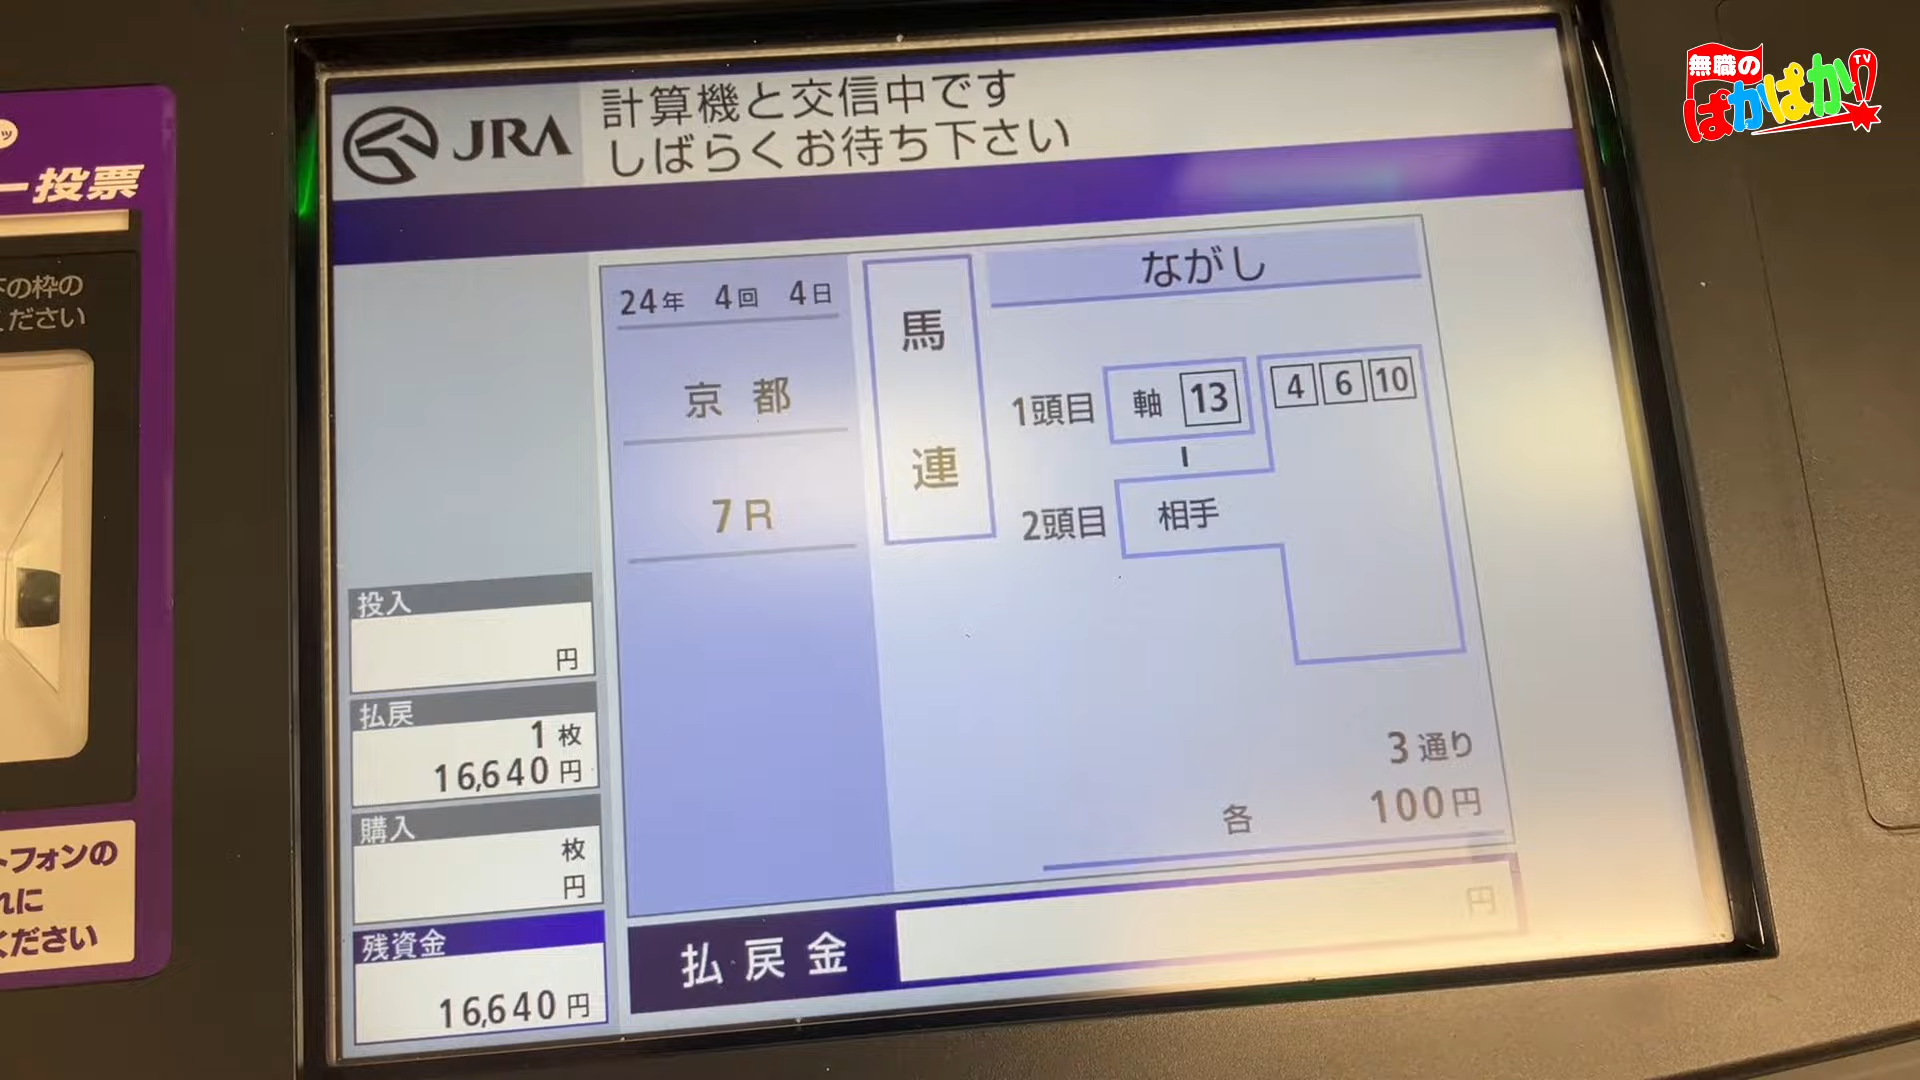 無職の
ぱかぱか!!
TV
ッ
ー投票
下の枠の
ください
トフォンの
れに
ください
JRA
計算機と交信中です
しばらくお待ち下さい
24年 4回 4日
京都
7R
馬連
ながし
1頭目 軸 13
4 6 10
2頭目 相手
3通り
各 100円
払戻金 円
投入
円
払戻
1枚
16,640円
購入
枚
円
残資金
16,640円